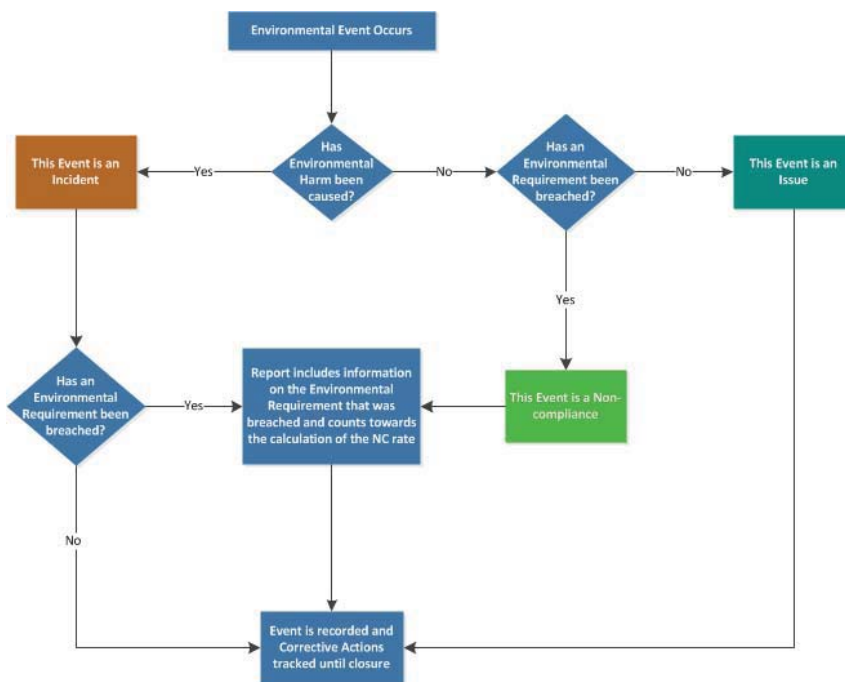 Environmental Event Occurs
This Event is an
Incident
Yes
Has
Environmental
Harm been
caused?
No
Has an
Environmental
Requirement been
breached?
No
This Event is an
Issue
Yes
Has an
Environmental
Requirement been
breached?
Yes
Report includes information
on the Environmental
Requirement that was
breached and counts towards
the calculation of the NC rate
This Event is a Non-
compliance
No
Event is recorded and
Corrective Actions
tracked until closure